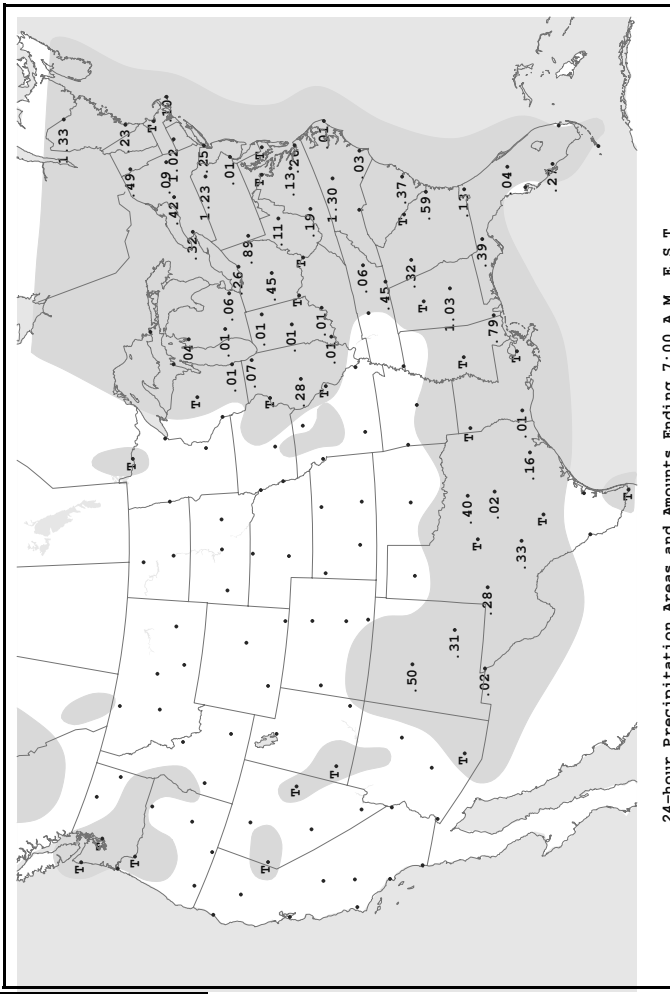 1.33
T
T
.23
.49
T
T
T
.10
.09
1.02
.42
.04
.32
T
.25
1.23
.01
.06
.01
.01
.26
.89
.07
T
T
.01
T
T
.45
.11
.13
.01
.26
T
T
.28
T
.19
.01
T
.01
.01
1.30
T
.03
.06
.45
.37
T
.32
.50
T
.59
1.03
.31
T
.13
T
.40
T
T
.39
.02
.28
.02
.79
.04
T
.33
.01
.16
T
.27
T
24-hour Precipitation Areas and Amounts Ending 7:00 A.M. E.S.T